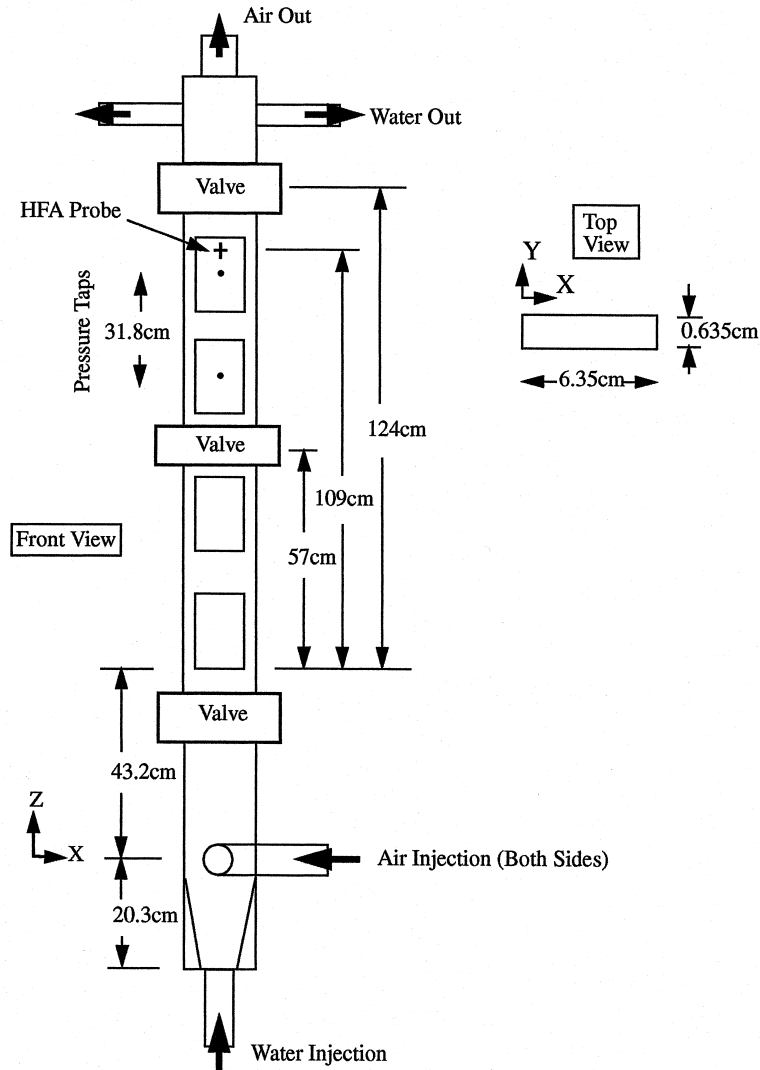 Air Out
Water Out
Valve
HFA Probe
Top
View
Y
X
Pressure Taps
31.8cm
0.635cm
6.35cm
124cm
Valve
109cm
Front View
57cm
Valve
43.2cm
Z
X
Air Injection (Both Sides)
20.3cm
Water Injection